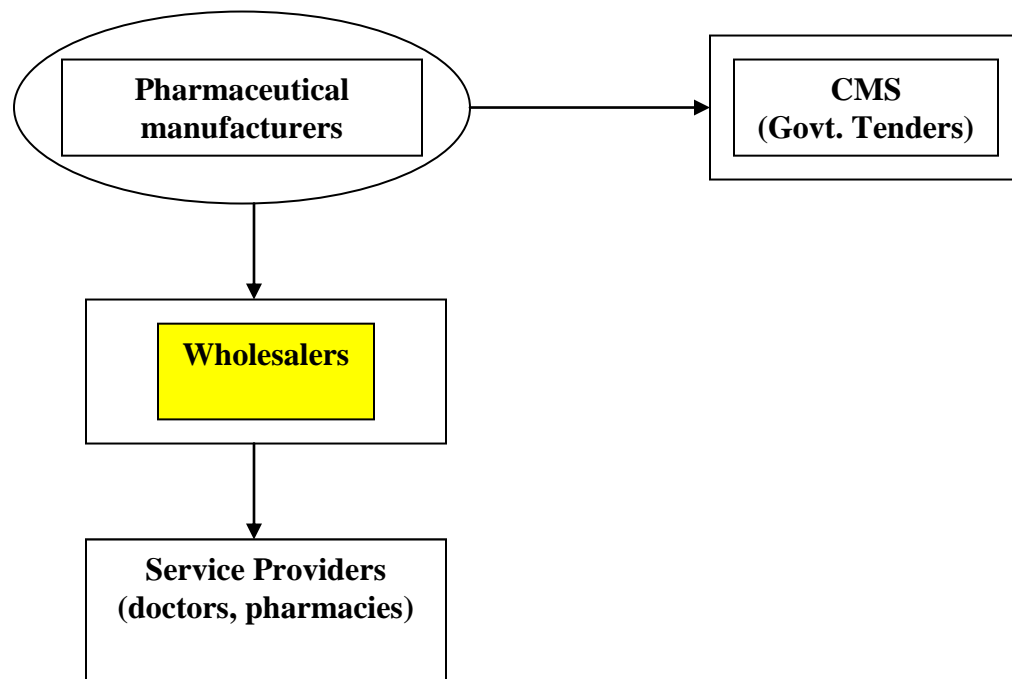 Pharmaceutical
manufacturers
CMS
(Govt. Tenders)
Wholesalers
Service Providers
(doctors, pharmacies)